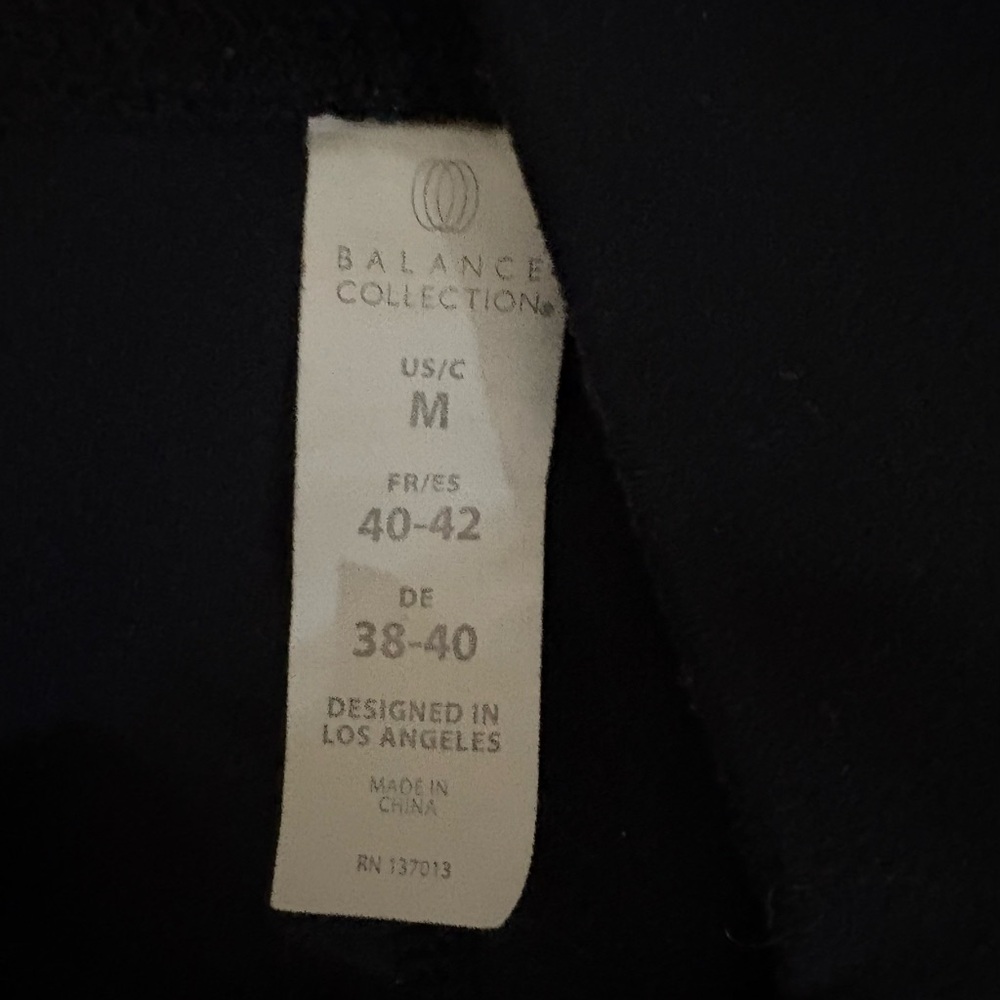 BALANCE
COLLECTION®
US/C
M
FR/ES
40-42
DE
38-40
DESIGNED IN
LOS ANGELES
MADE IN
CHINA
RN 137013